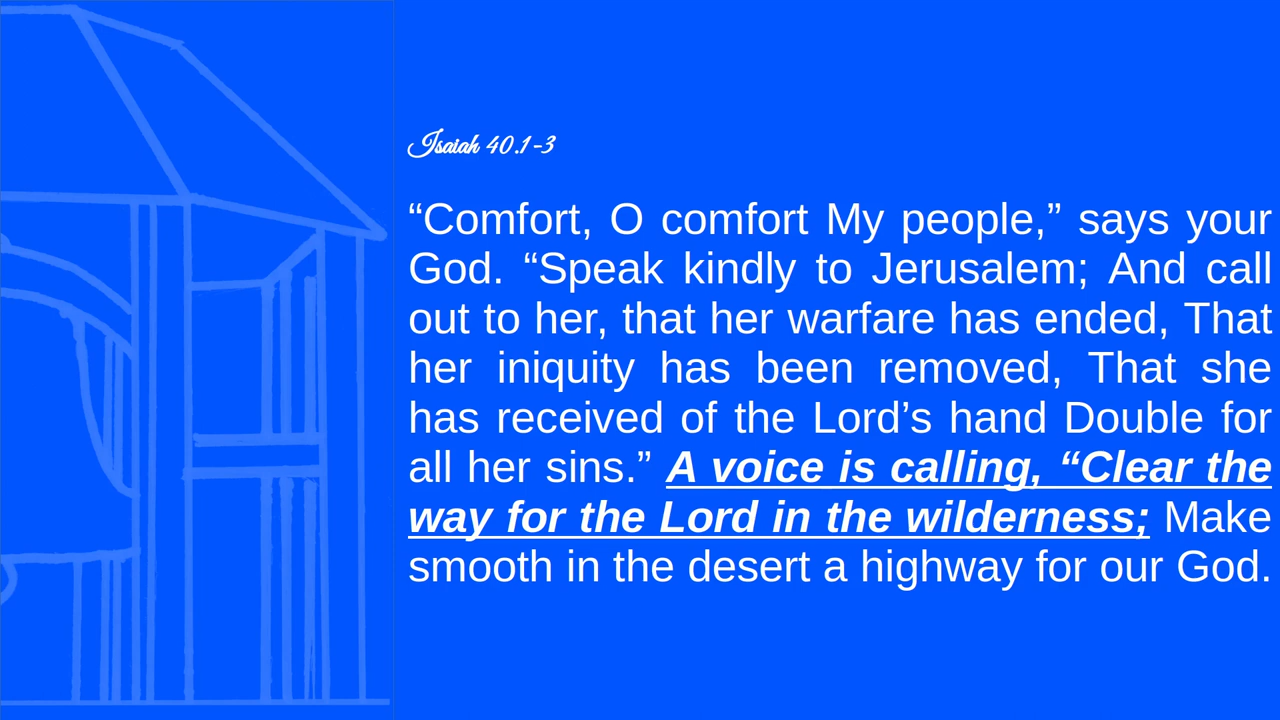 Isaiah 40.1-3
“Comfort, O comfort My people,” says your
God. “Speak kindly to Jerusalem; And call
out to her, that her warfare has ended, That
her iniquity has been removed, That she
has received of the Lord’s hand Double for
all her sins.” A voice is calling, “Clear the
way for the Lord in the wilderness; Make
smooth in the desert a highway for our God.